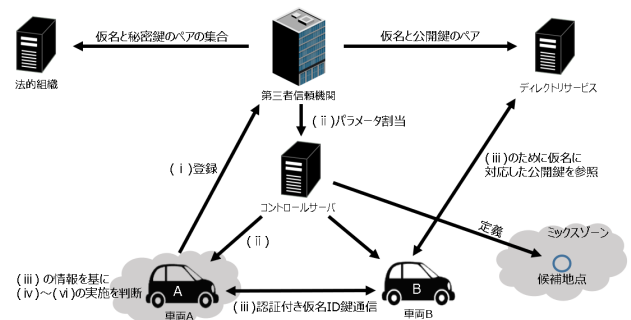 仮名と秘密鍵のペアの集合
仮名と公開鍵のペア
法的組織
第三者信頼機関
ディレクトリサービス
(ⅱ)パラメータ割当
(ⅰ)登録
(ⅲ)のために仮名に
対応した公開鍵を参照
コントロールサーバ
(ⅱ)
定義
ミックスゾーン
候補地点
(ⅲ) の情報を基に
(ⅳ)～(ⅵ)の実施を判断
A
B
車両A
(ⅲ)認証付き仮名ID鍵通信
車両B